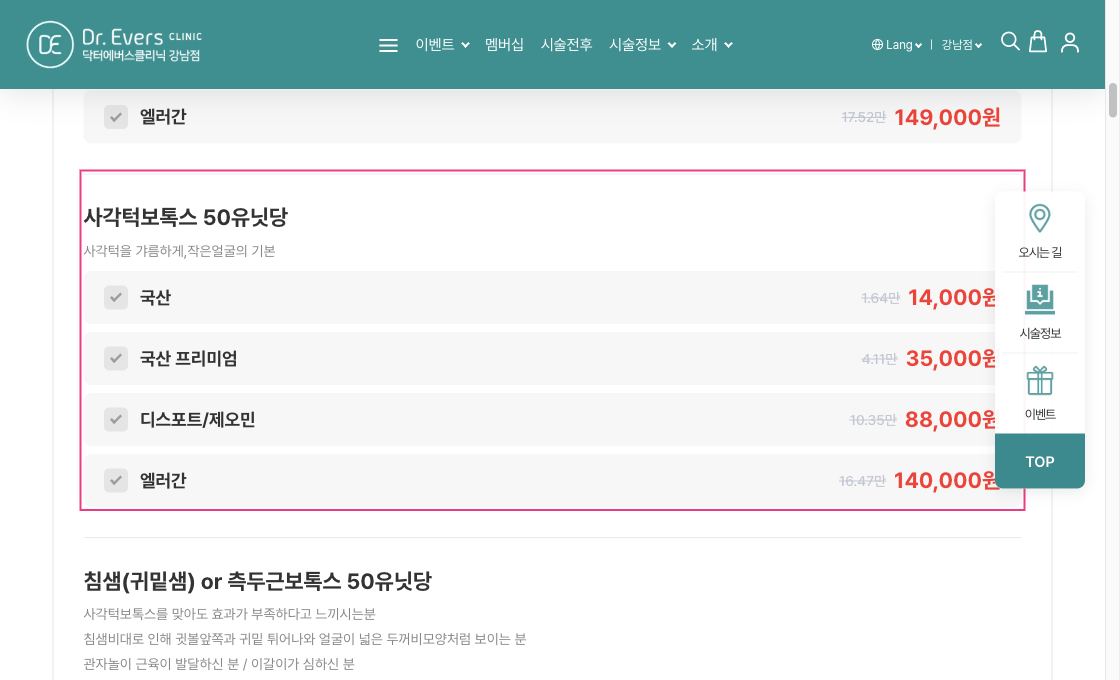 Dr. Evers CLINIC
닥터에버스클리닉 강남점
이벤트 멤버십 시술전후 시술정보 소개
Lang | 강남점
엘러간 17.52만 149,000원
사각턱보톡스 50유닛당
사각턱을 갸름하게,작은얼굴의 기본
국산 1.64만 14,000원
국산 프리미엄 4.11만 35,000원
디스포트/제오민 10.35만 88,000원
엘러간 16.47만 140,000원
오시는 길
시술정보
이벤트
TOP
침샘(귀밑샘) or 측두근보톡스 50유닛당
사각턱보톡스를 맞아도 효과가 부족하다고 느끼시는분
침샘비대로 인해 귓볼앞쪽과 귀밑 튀어나와 얼굴이 넓은 두꺼비모양처럼 보이는 분
관자놀이 근육이 발달하신 분 / 이갈이가 심하신 분